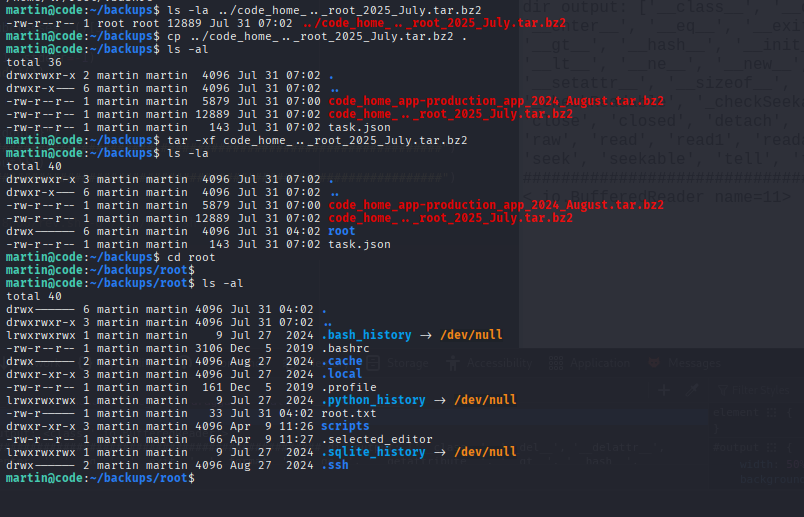 martin@code:~/backups$ ls -la ../code_home_.._root_2025_July.tar.bz2
-rw-r--r-- 1 root root 12889 Jul 31 07:02 ../code_home_.._root_2025_July.tar.bz2
martin@code:~/backups$ cp ../code_home_.._root_2025_July.tar.bz2 .
martin@code:~/backups$ ls -al
total 36
drwxrwxr-x 2 martin martin  4096 Jul 31 07:02 .
drwxr-x--- 6 martin martin  4096 Jul 31 07:02 ..
-rw-r--r-- 1 martin martin  5879 Jul 31 07:00 code_home_app-production_app_2024_August.tar.bz2
-rw-r--r-- 1 martin martin 12889 Jul 31 07:02 code_home_.._root_2025_July.tar.bz2
-rw-r--r-- 1 martin martin   143 Jul 31 07:02 task.json
martin@code:~/backups$ tar -xf code_home_.._root_2025_July.tar.bz2
martin@code:~/backups$ ls -la
total 40
drwxrwxr-x 3 martin martin  4096 Jul 31 07:02 .
drwxr-x--- 6 martin martin  4096 Jul 31 07:02 ..
-rw-r--r-- 1 martin martin  5879 Jul 31 07:00 code_home_app-production_app_2024_August.tar.bz2
-rw-r--r-- 1 martin martin 12889 Jul 31 07:02 code_home_.._root_2025_July.tar.bz2
drwx------ 6 martin martin  4096 Jul 31 04:02 root
-rw-r--r-- 1 martin martin   143 Jul 31 07:02 task.json
martin@code:~/backups$ cd root
martin@code:~/backups/root$
martin@code:~/backups/root$ ls -al
total 40
drwx------ 6 martin martin 4096 Jul 31 04:02 .
drwxrwxr-x 3 martin martin 4096 Jul 31 07:02 ..
lrwxrwxrwx 1 martin martin    9 Jul 27  2024 .bash_history -> /dev/null
-rw-r--r-- 1 martin martin 3106 Dec  5  2019 .bashrc
drwx------ 2 martin martin 4096 Aug 27  2024 .cache
drwxr-xr-x 3 martin martin 4096 Jul 27  2024 .local
-rw-r--r-- 1 martin martin  161 Dec  5  2019 .profile
lrwxrwxrwx 1 martin martin    9 Jul 27  2024 .python_history -> /dev/null
-rw-r----- 1 martin martin   33 Jul 31 04:02 root.txt
drwxr-xr-x 3 martin martin 4096 Apr  9 11:26 scripts
-rw-r--r-- 1 martin martin   66 Apr  9 11:27 .selected_editor
lrwxrwxrwx 1 martin martin    9 Jul 27  2024 .sqlite_history -> /dev/null
drwx------ 2 martin martin 4096 Aug 27  2024 .ssh
martin@code:~/backups/root$